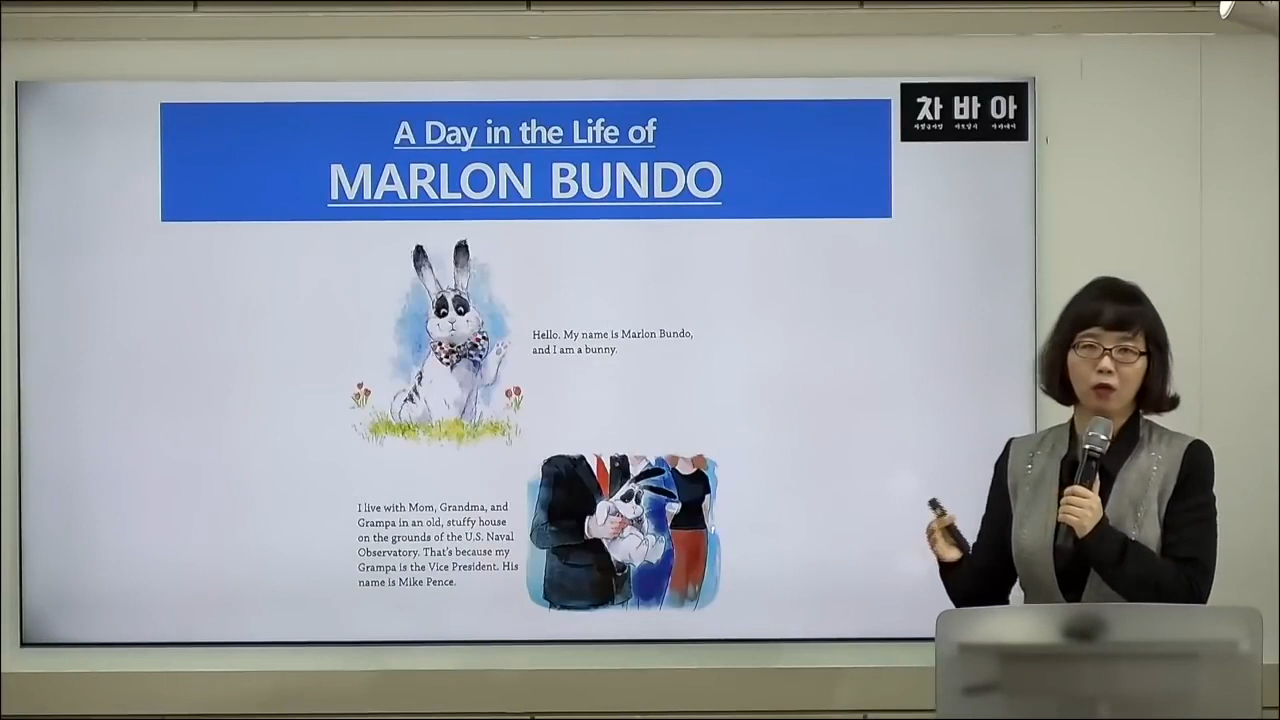 A Day in the Life of
MARLON BUNDO
차 바 아
Hello. My name is Marlon Bundo,
and I am a bunny.
I live with Mom, Grandma, and
Grampa in an old, stuffy house
on the grounds of the U.S. Naval
Observatory. That's because my
Grampa is the Vice President. His
name is Mike Pence.